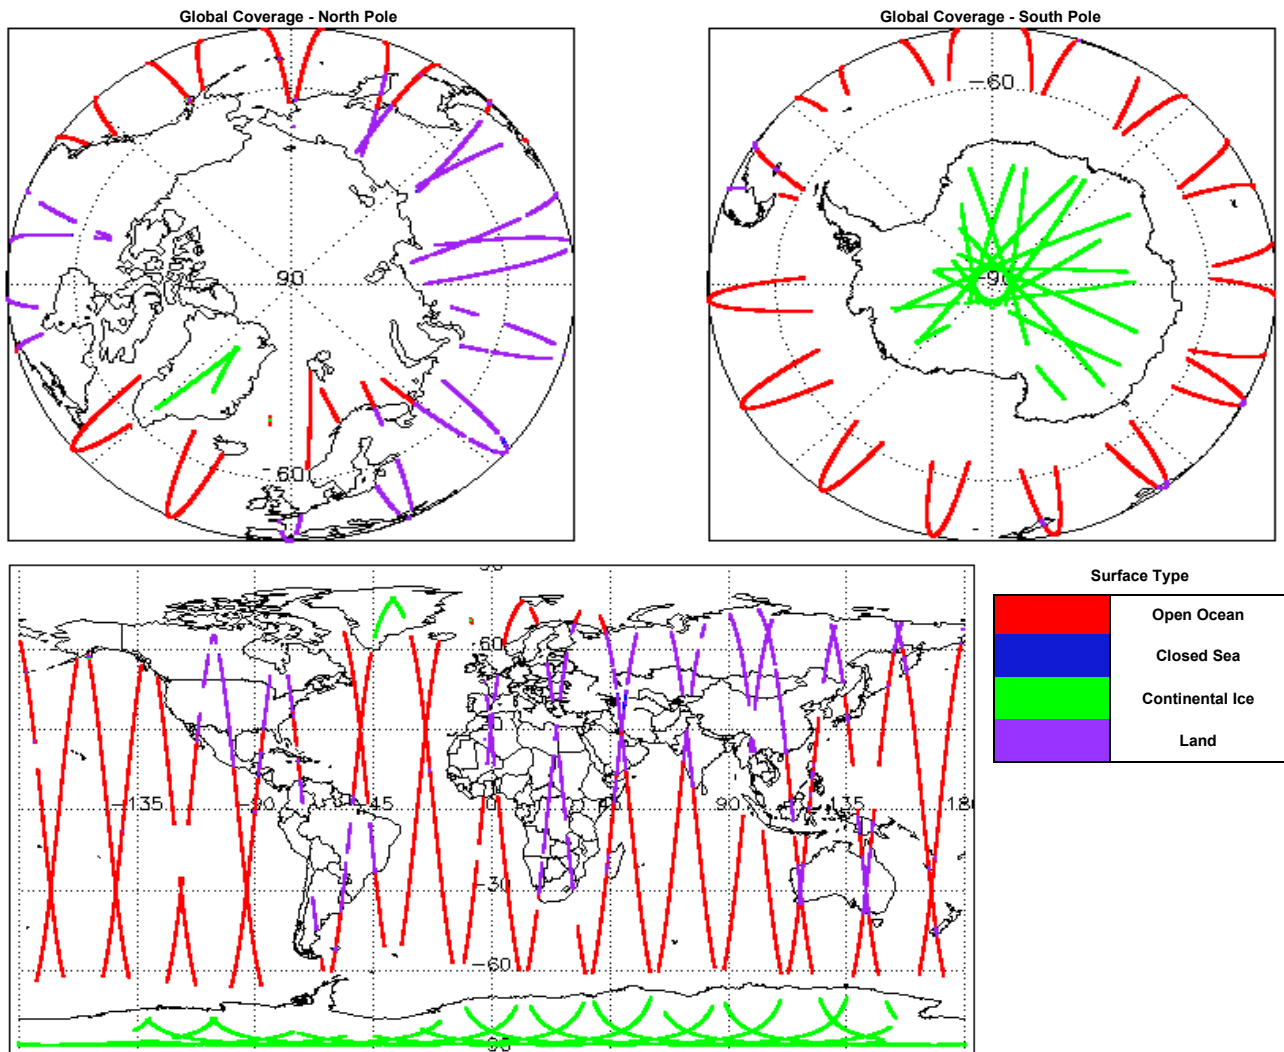 Global Coverage - North Pole
Global Coverage - South Pole
90
-60
-60
-90
-135
-90
-45
0
45
90
135
180
60
-30
-60
Surface Type
Open Ocean
Closed Sea
Continental Ice
Land